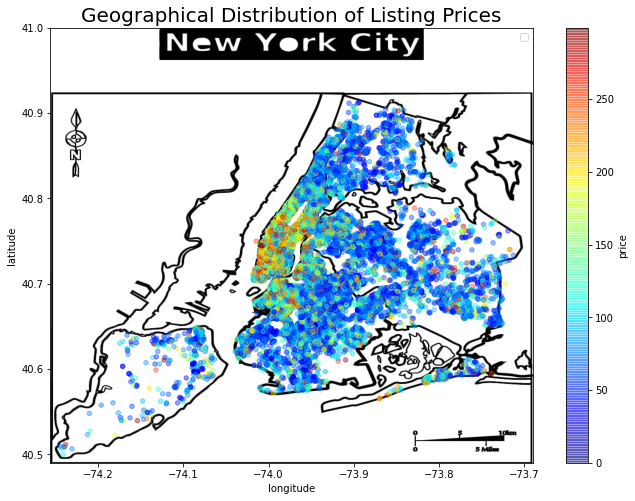 Geographical Distribution of Listing Prices
New York City
N
41.0
40.9
40.8
40.7
40.6
40.5
latitude
−74.2
−74.1
−74.0
−73.9
−73.8
−73.7
longitude
0 5 10km
0 5 Miles
250
200
150
100
50
0
price